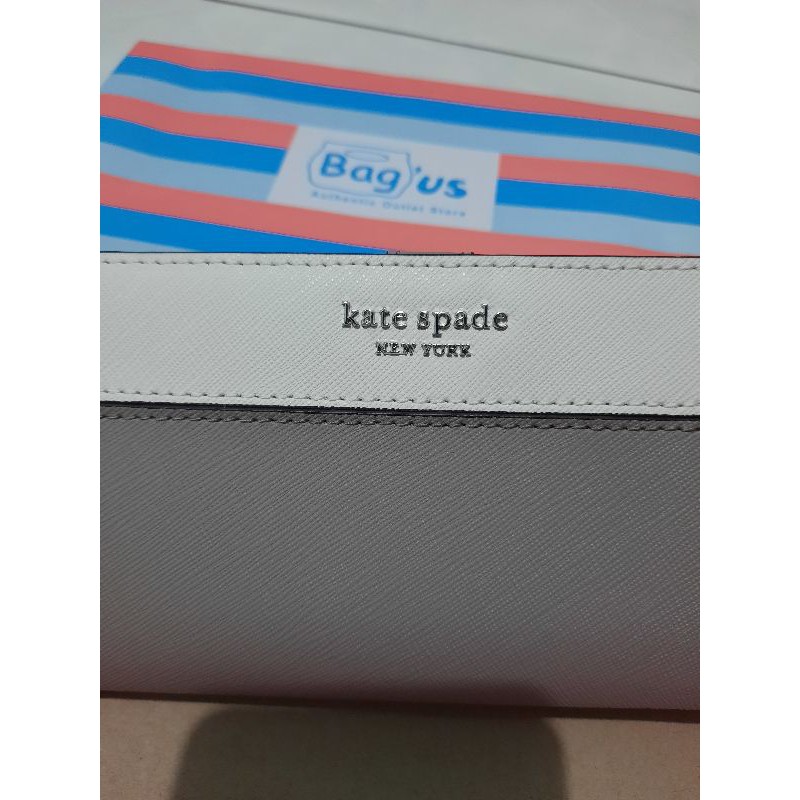 Bag'us
Authentic Outlet Store
kate spade
NEW YORK